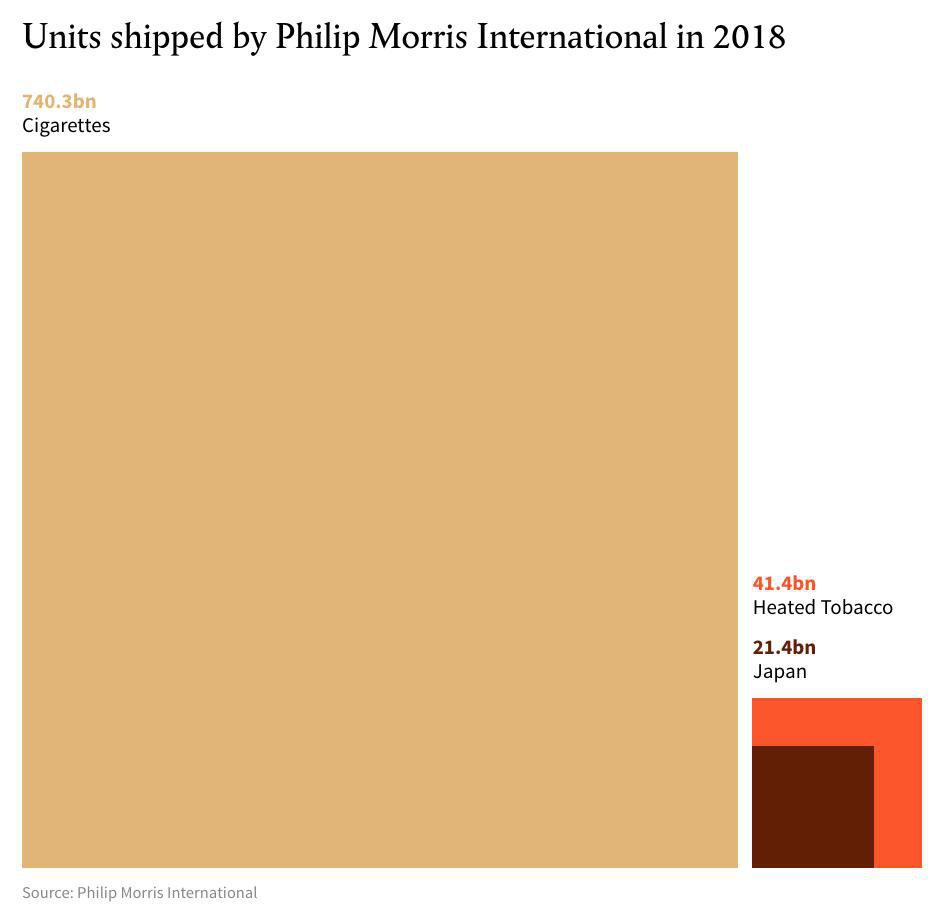 Units shipped by Philip Morris International in 2018
740.3bn
Cigarettes
41.4bn
Heated Tobacco
21.4bn
Japan
Source: Philip Morris International